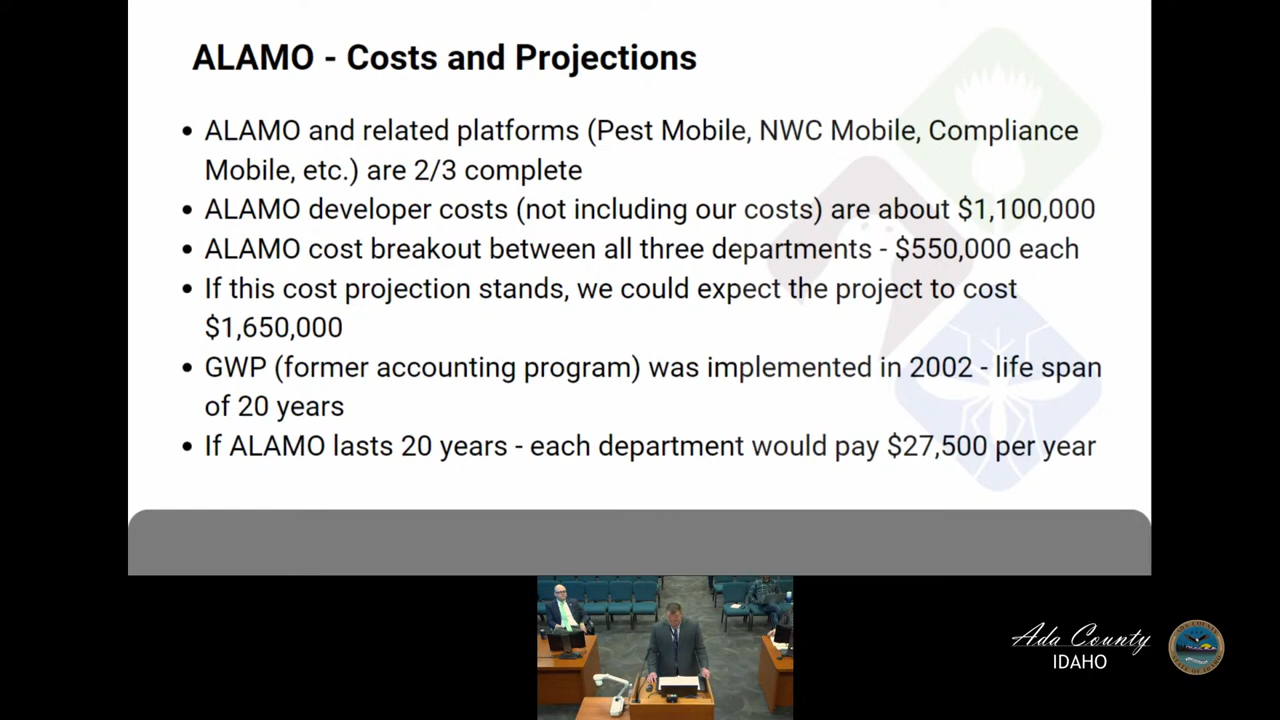 ALAMO - Costs and Projections
• ALAMO and related platforms (Pest Mobile, NWC Mobile, Compliance
Mobile, etc.) are 2/3 complete
• ALAMO developer costs (not including our costs) are about $1,100,000
• ALAMO cost breakout between all three departments - $550,000 each
• If this cost projection stands, we could expect the project to cost
$1,650,000
• GWP (former accounting program) was implemented in 2002 - life span
of 20 years
• If ALAMO lasts 20 years - each department would pay $27,500 per year
Ada County
IDAHO